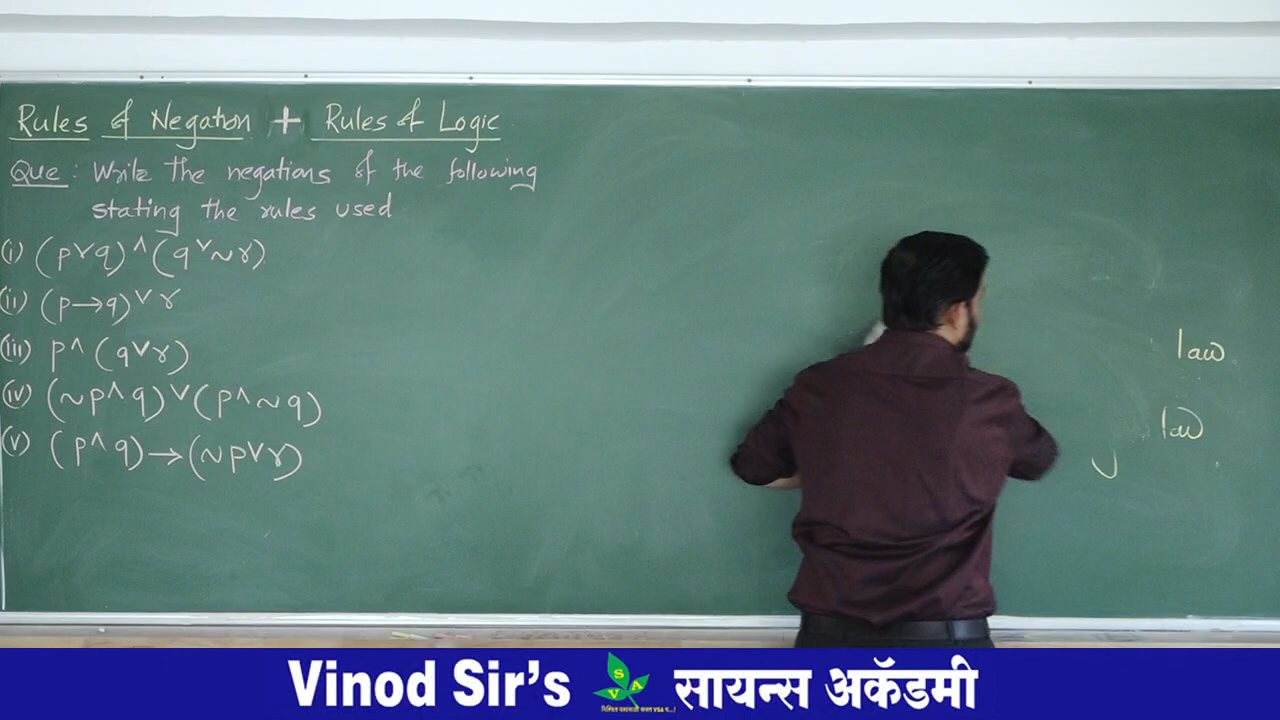 Rules of Negation + Rules of Logic
Que : Write the negations of the following
stating the rules used.
(i) (p∨q)∧(q∨~r)
(ii) (p→q)∨r
(iii) p∧(q∨r)
(iv) (~p∧q)∨(p∧~q)
(v) (p∧q)→(~p∨r)
law
law
Vinod Sir's SVA सायन्स अकॅडमी